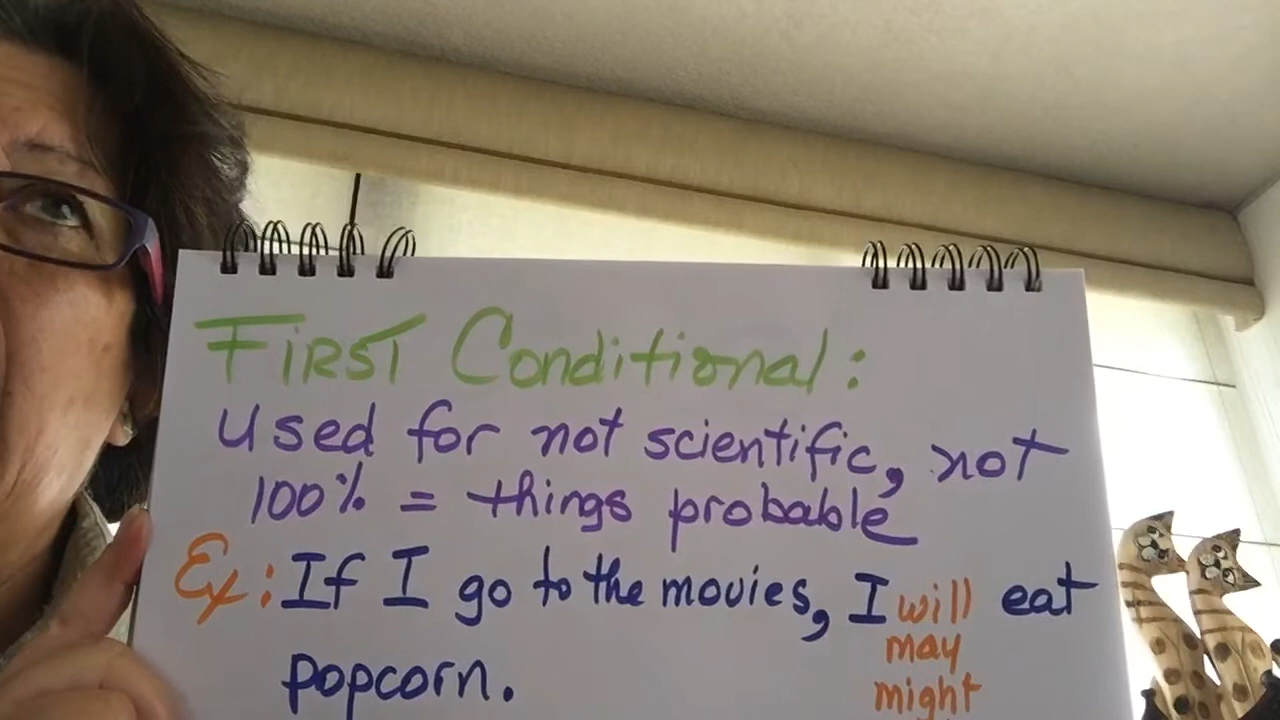 FIRST Conditional:
used for not scientific, not
100% = things probable
Ex: If I go to the movies, I will eat
may
popcorn.
might